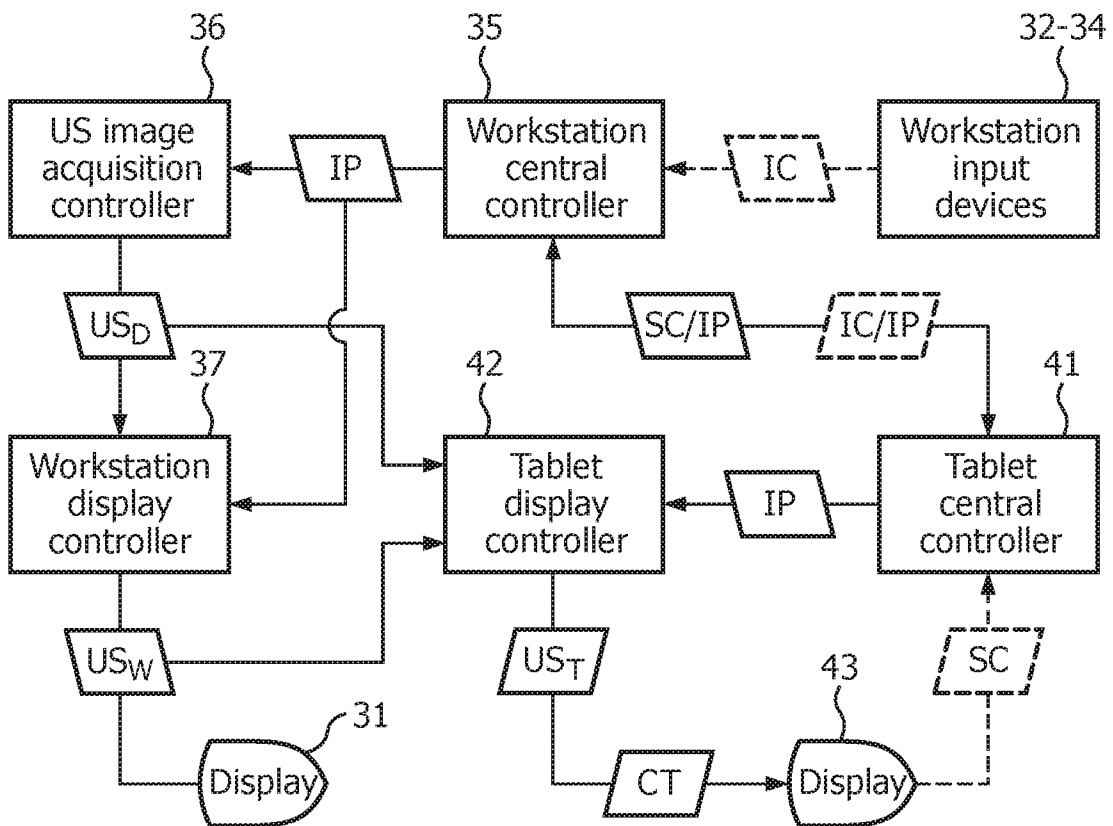 36
35
32-34
US image
acquisition
controller
IP
Workstation
central
controller
IC
Workstation
input
devices
USD
SC/IP
IC/IP
37
42
41
Workstation
display
controller
Tablet
display
controller
IP
Tablet
central
controller
USW
UST
SC
31
43
Display
CT
Display